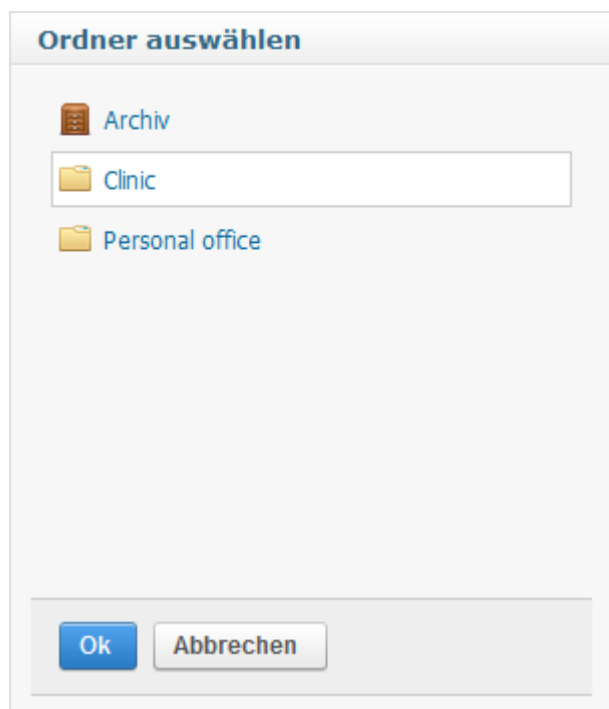 Ordner auswählen
Archiv
Clinic
Personal office
Ok Abbrechen